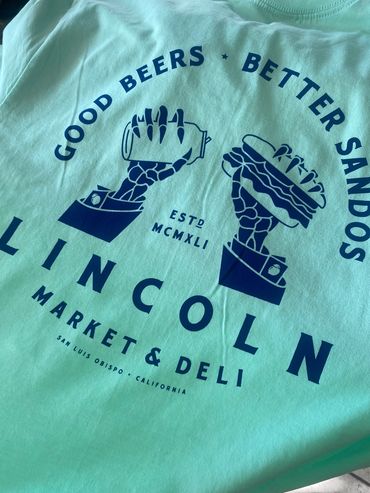 GOOD BEERS ★ BETTER SANDOS
ESTD
MCMXLI
LINCOLN
MARKET & DELI
SAN LUIS OBISPO • CALIFORNIA